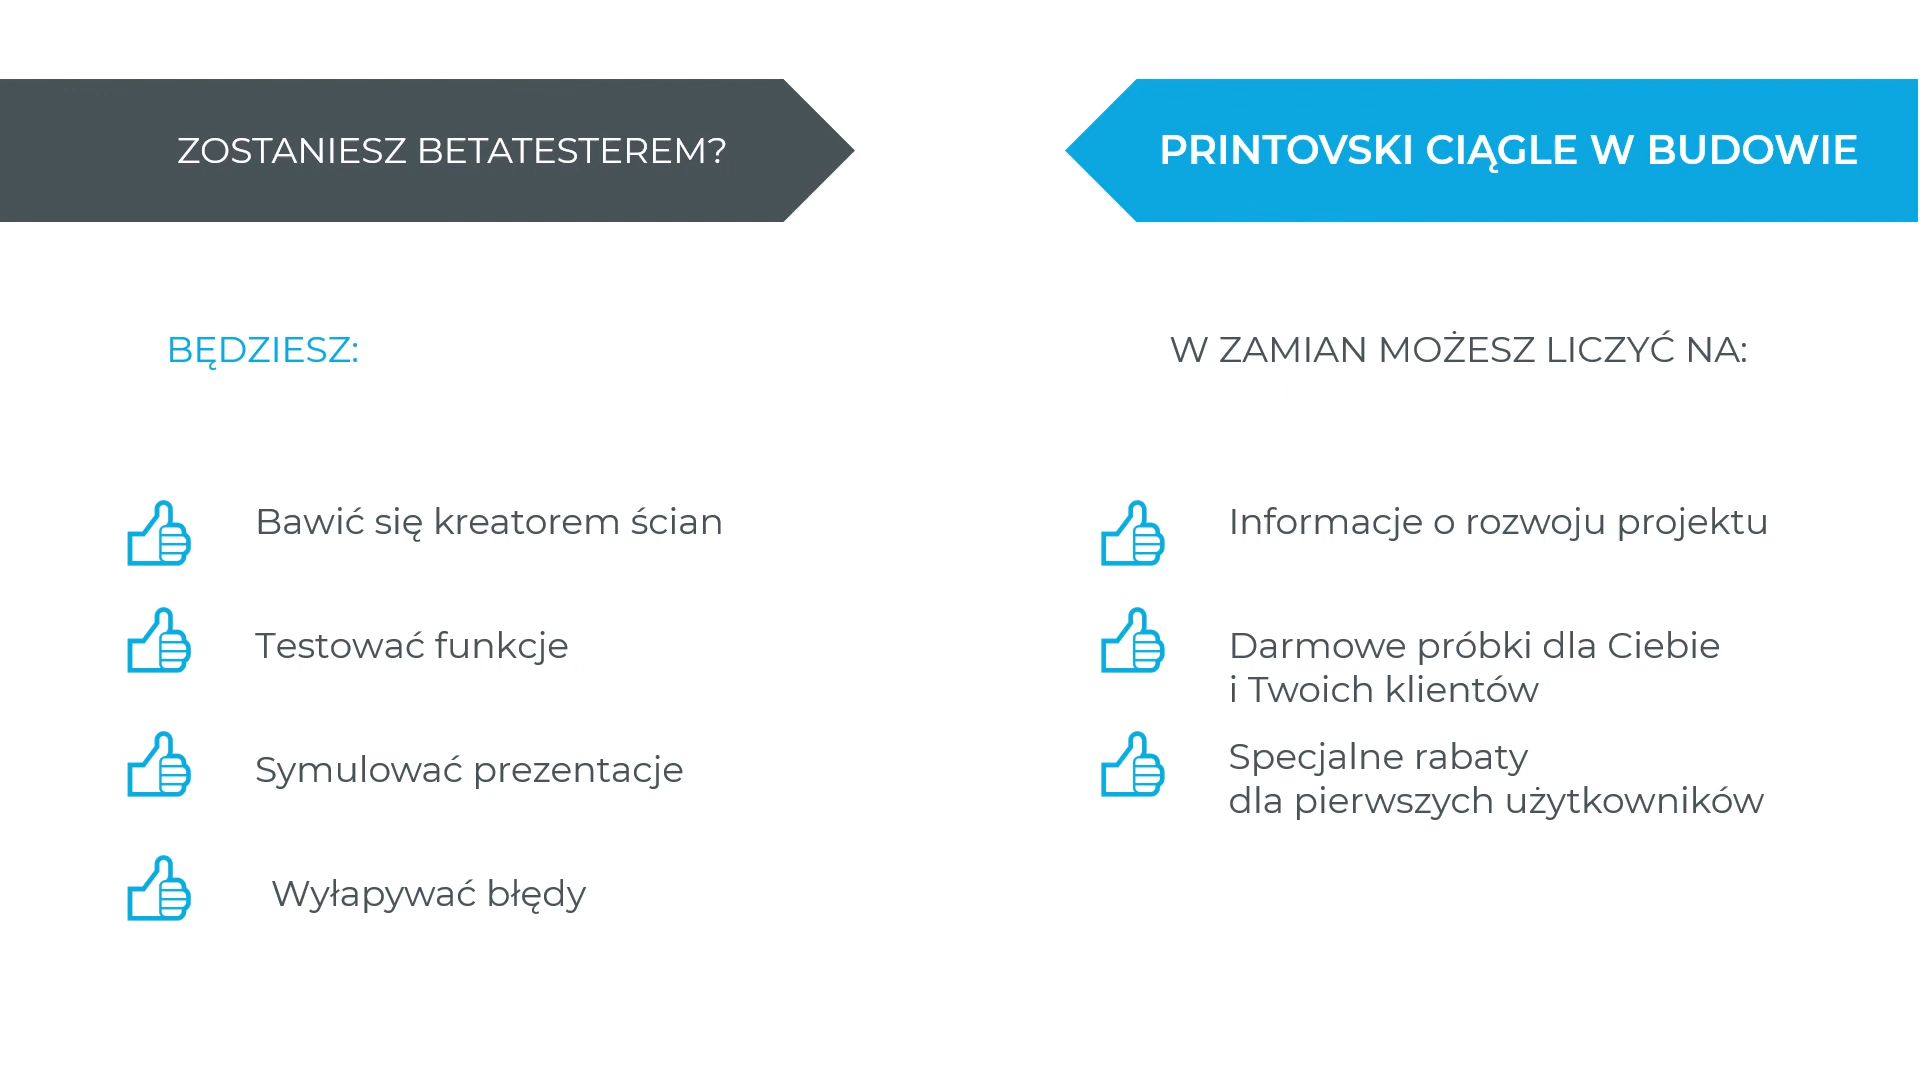 ZOSTANIESZ BETATESTEREM?
BĘDZIESZ:
Bawić się kreatorem ścian
Testować funkcje
Symulować prezentacje
Wyłapywać błędy
PRINTOVSKI CIĄGLE W BUDOWIE
W ZAMIAN MOŻESZ LICZYĆ NA:
Informacje o rozwoju projektu
Darmowe próbki dla Ciebie
i Twoich klientów
Specjalne rabaty
dla pierwszych użytkowników